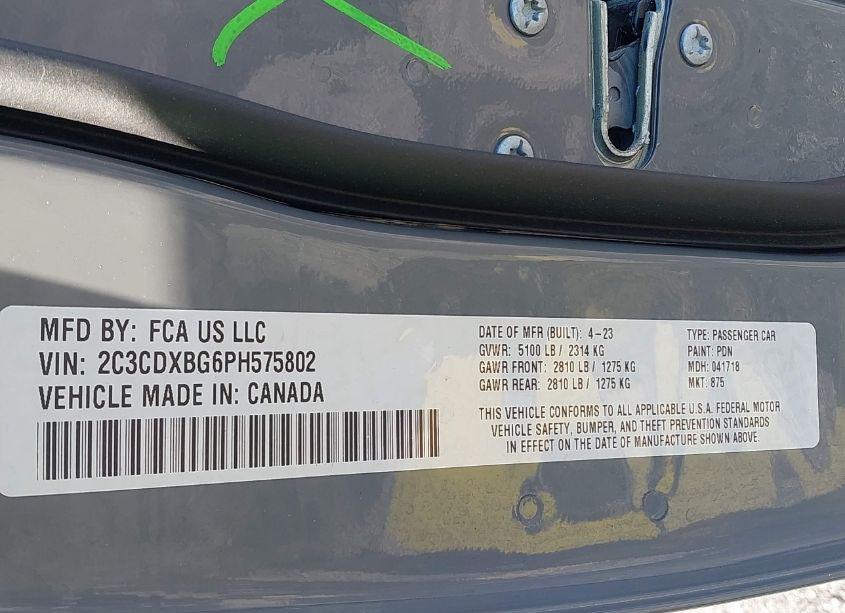 MFD BY: FCA US LLC
VIN: 2C3CDXBG6PH575802
VEHICLE MADE IN: CANADA
DATE OF MFR (BUILT): 4-23
GVWR: 5100 LB / 2314 KG
GAWR FRONT: 2810 LB / 1275 KG
GAWR REAR: 2810 LB / 1275 KG
TYPE: PASSENGER CAR
PAINT: PDN
MDH: 041718
MKT: 875
THIS VEHICLE CONFORMS TO ALL APPLICABLE U.S.A. FEDERAL MOTOR
VEHICLE SAFETY, BUMPER, AND THEFT PREVENTION STANDARDS
IN EFFECT ON THE DATE OF MANUFACTURE SHOWN ABOVE.